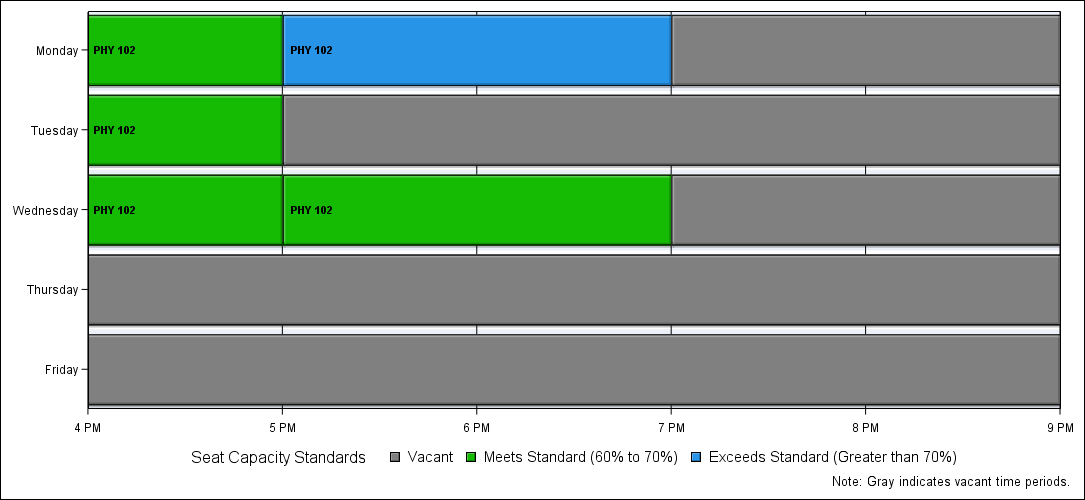 Monday PHY 102 PHY 102
Tuesday PHY 102
Wednesday PHY 102 PHY 102
Thursday
Friday
4 PM 5 PM 6 PM 7 PM 8 PM 9 PM
Seat Capacity Standards Vacant Meets Standard (60% to 70%) Exceeds Standard (Greater than 70%)
Note: Gray indicates vacant time periods.